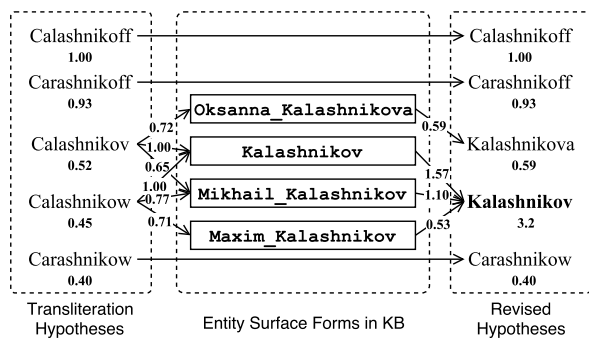 Calashnikoff
1.00
Carashnikoff
0.93
Calashnikov
0.52
Calashnikow
0.45
Carashnikow
0.40
Transliteration
Hypotheses
0.72
1.00
0.65
1.00
0.77
0.71
Oksanna_Kalashnikova
Kalashnikov
Mikhail_Kalashnikov
Maxim_Kalashnikov
Entity Surface Forms in KB
0.59
1.57
1.10
0.53
Calashnikoff
1.00
Carashnikoff
0.93
Kalashnikova
0.59
Kalashnikov
3.2
Carashnikow
0.40
Revised
Hypotheses